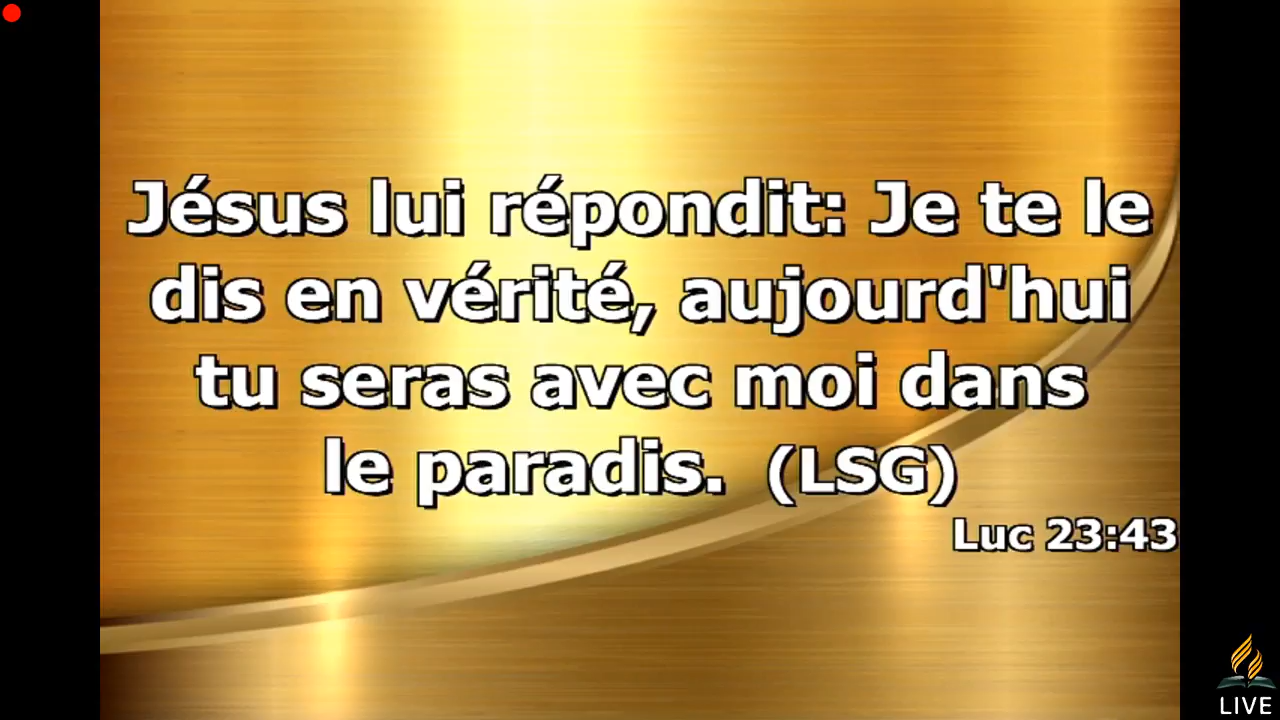 Jésus lui répondit: Je te le
dis en vérité, aujourd'hui
tu seras avec moi dans
le paradis. (LSG)
Luc 23:43
LIVE